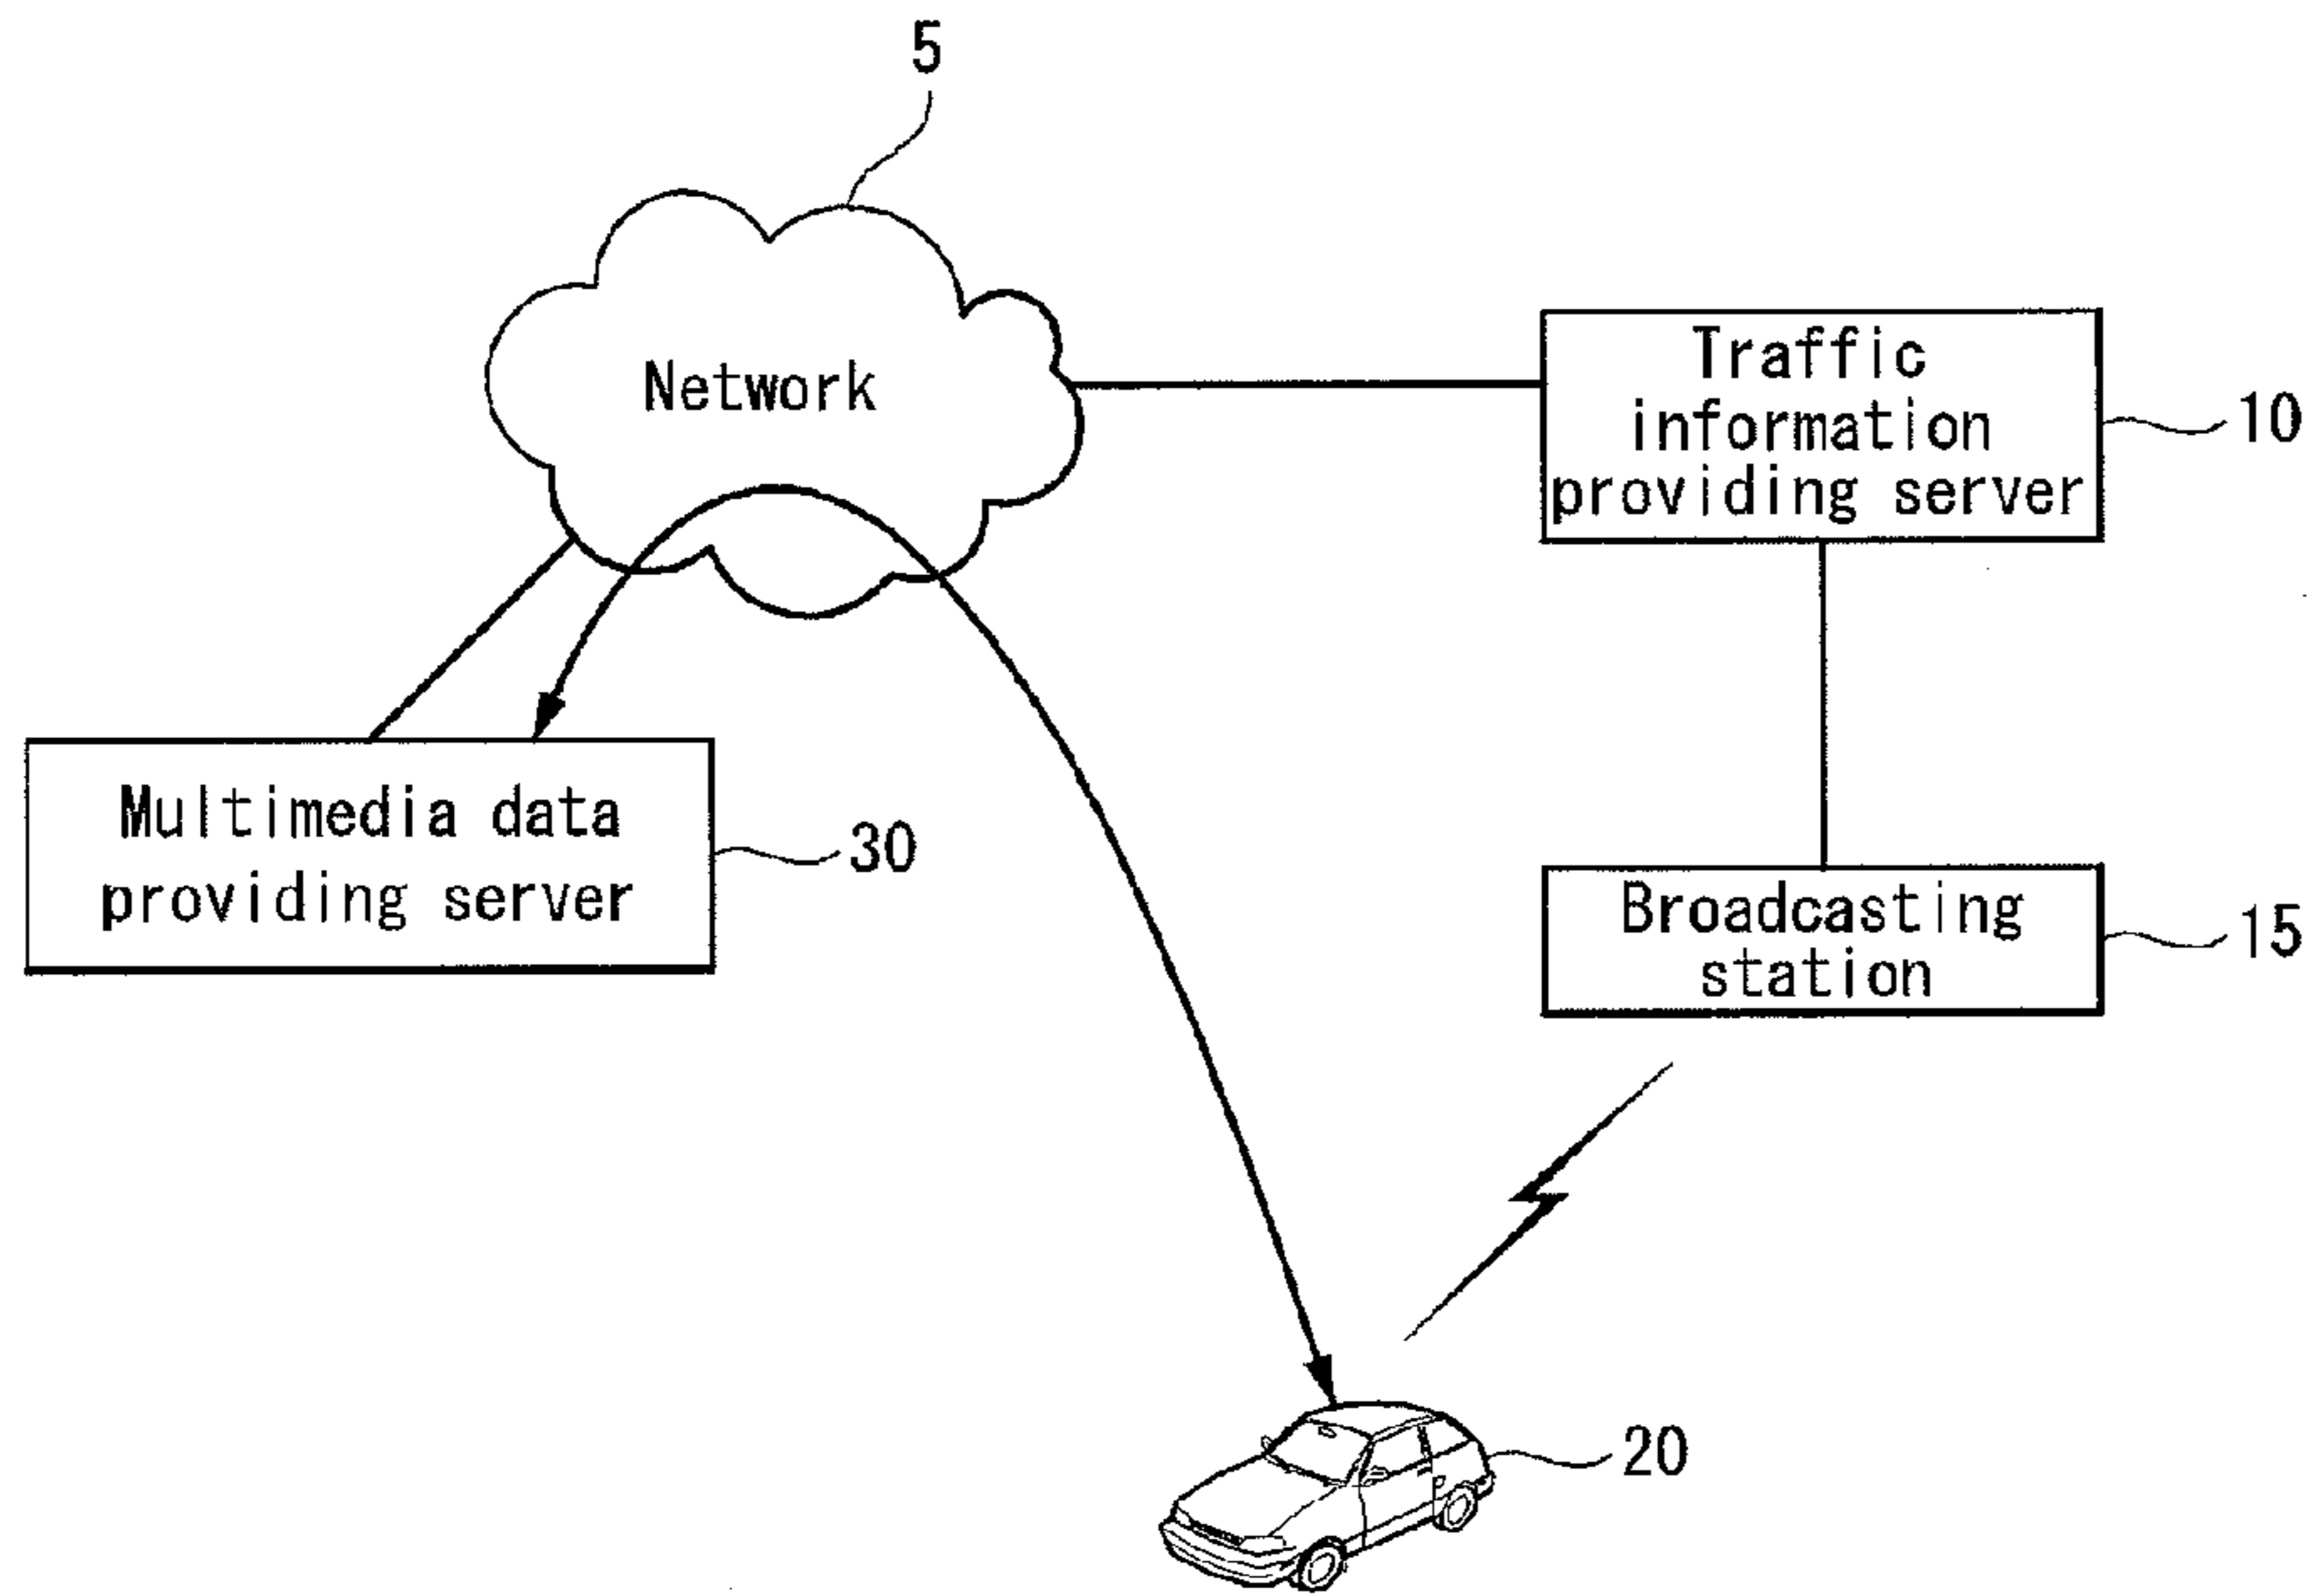 5
Network
Traffic
information
providing server
10
Multimedia data
providing server
30
Broadcasting
station
15
20